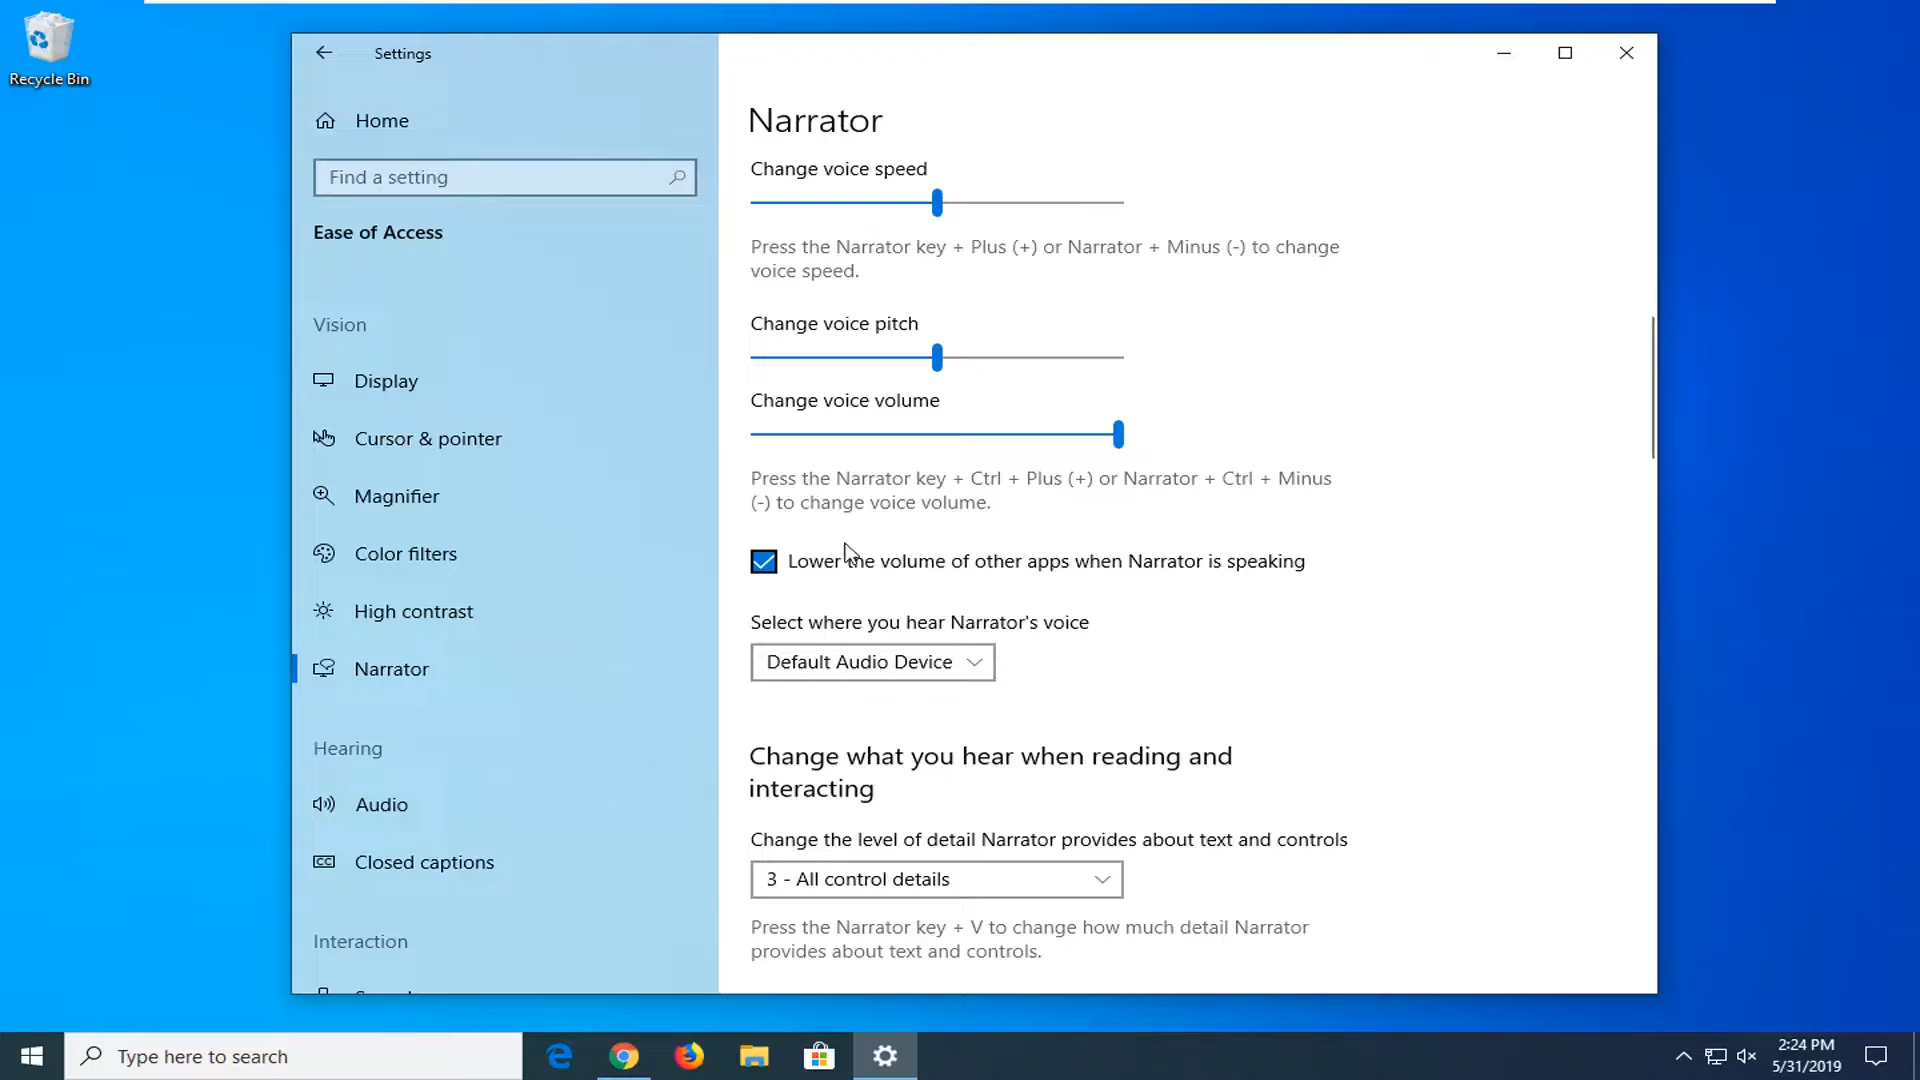 Recycle Bin
Settings
Home
Find a setting
Ease of Access
Vision
Display
Cursor & pointer
Magnifier
Color filters
High contrast
Narrator
Hearing
Audio
Closed captions
Interaction
Narrator
Change voice speed
Press the Narrator key + Plus (+) or Narrator + Minus (-) to change
voice speed.
Change voice pitch
Change voice volume
Press the Narrator key + Ctrl + Plus (+) or Narrator + Ctrl + Minus
(-) to change voice volume.
Lower the volume of other apps when Narrator is speaking
Select where you hear Narrator's voice
Default Audio Device
Change what you hear when reading and
interacting
Change the level of detail Narrator provides about text and controls
3 - All control details
Press the Narrator key + V to change how much detail Narrator
provides about text and controls.
Type here to search
2:24 PM
5/31/2019